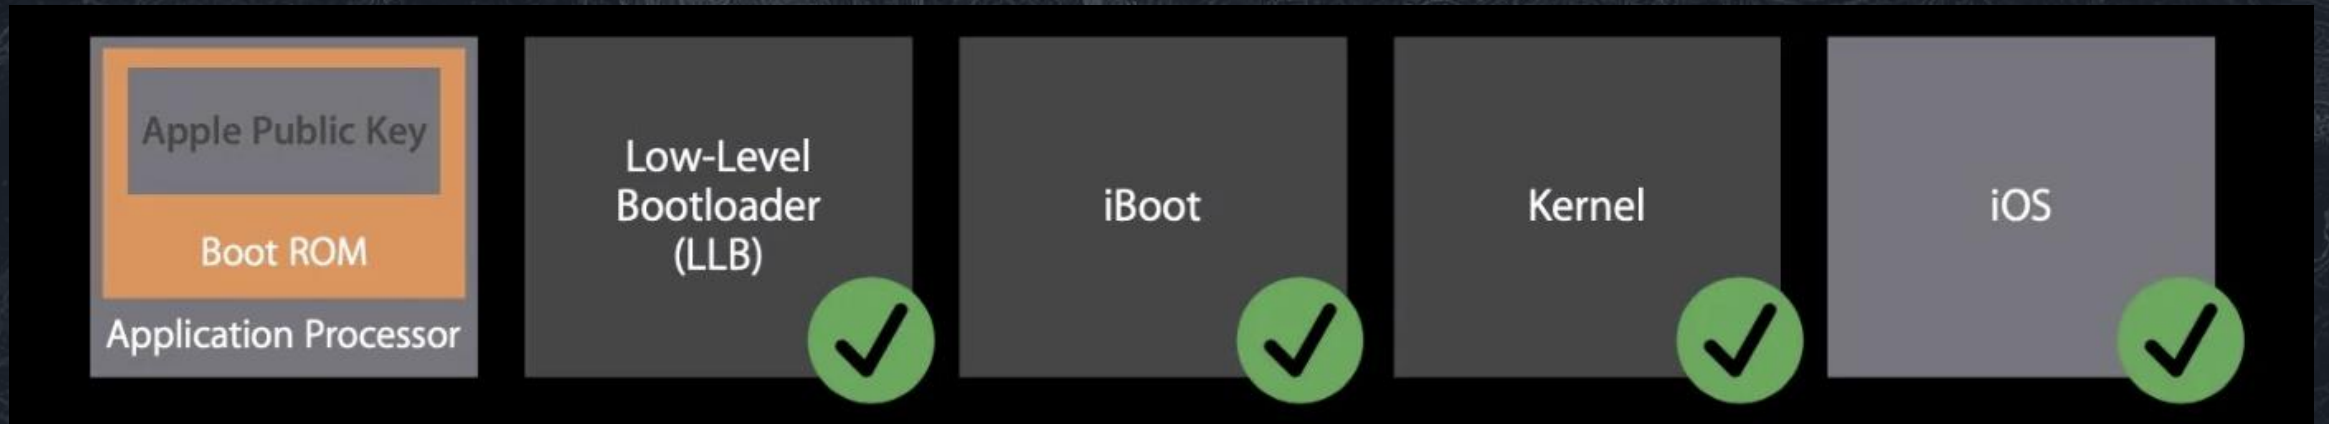 Apple Public Key
Boot ROM
Application Processor
Low-Level
Bootloader
(LLB)
iBoot
Kernel
iOS